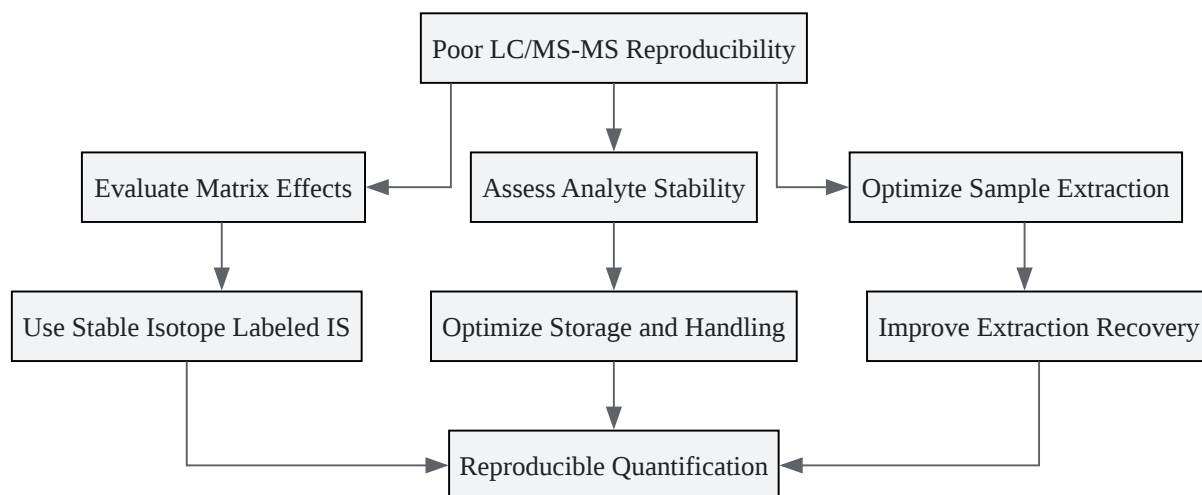 Poor LC/MS-MS Reproducibility
Evaluate Matrix Effects
Assess Analyte Stability
Optimize Sample Extraction
Use Stable Isotope Labeled IS
Optimize Storage and Handling
Improve Extraction Recovery
Reproducible Quantification